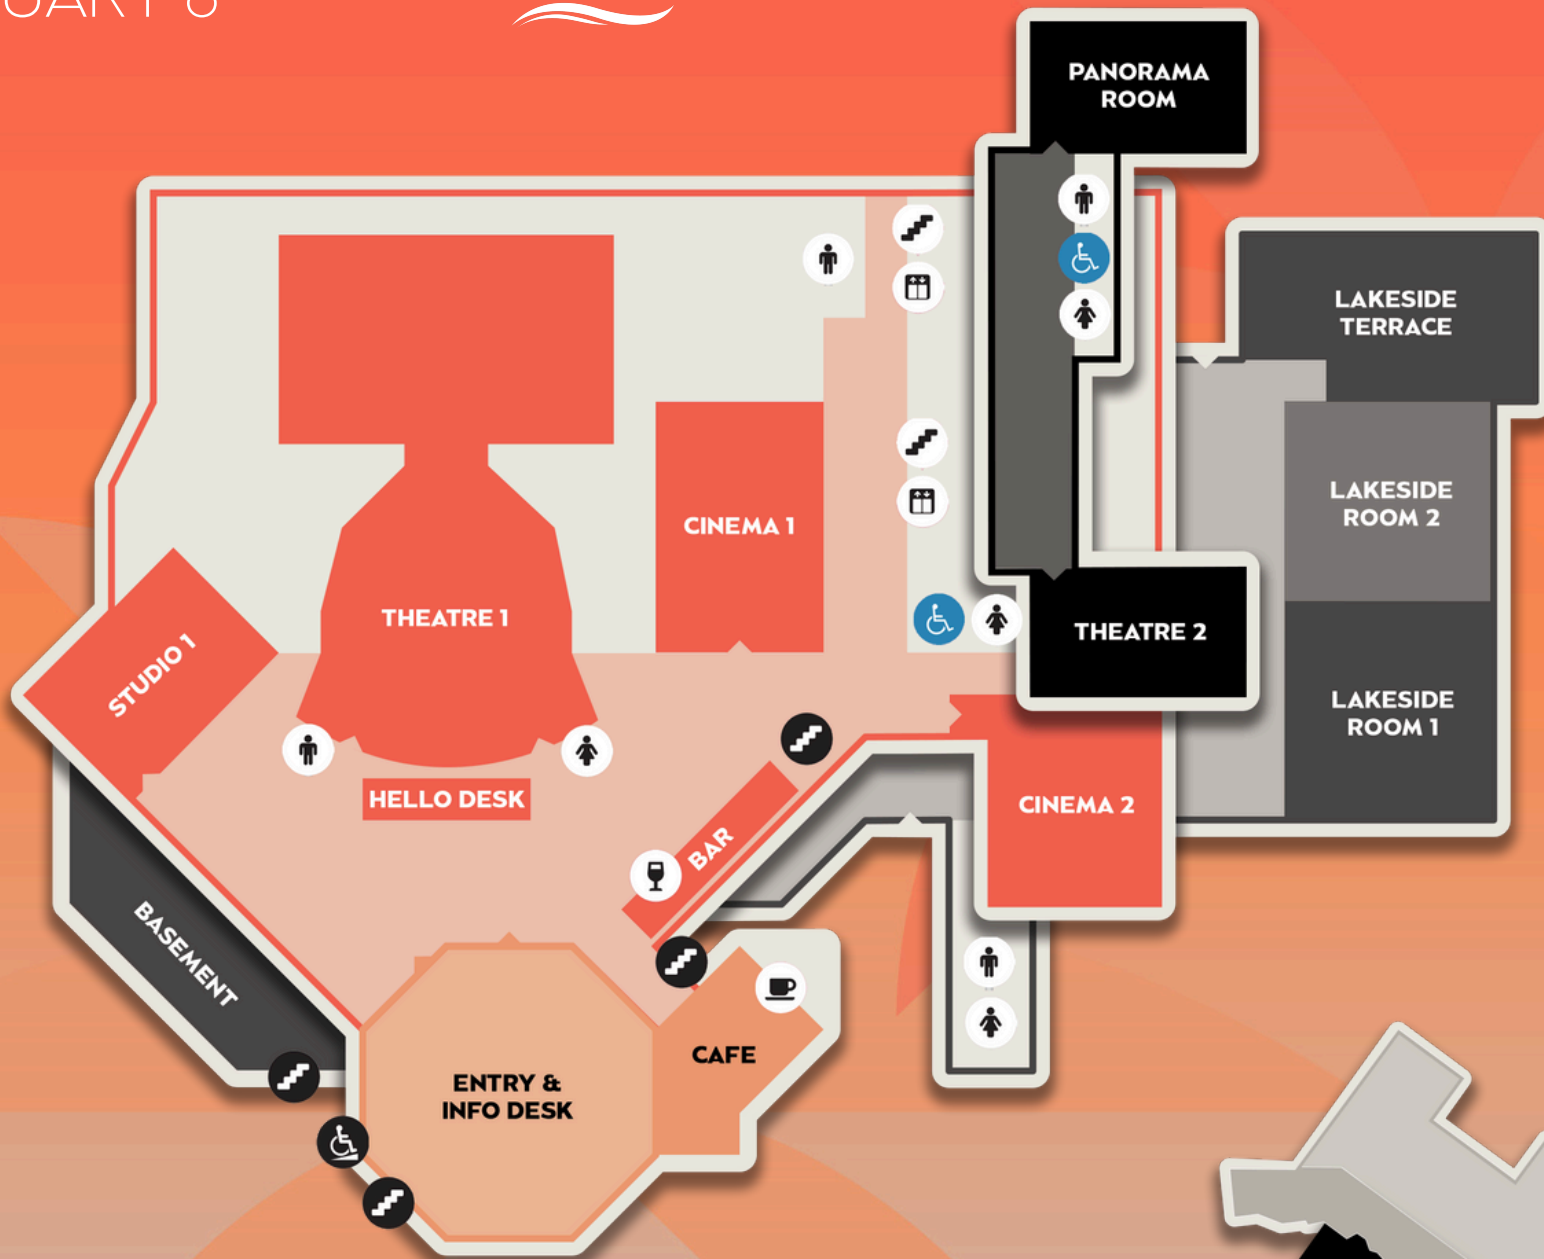 PANORAMA
ROOM
LAKESIDE
TERRACE
LAKESIDE
ROOM 2
CINEMA 1
THEATRE 1
THEATRE 2
STUDIO 1
LAKESIDE
ROOM 1
HELLO DESK
CINEMA 2
BAR
BASEMENT
CAFE
ENTRY &
INFO DESK